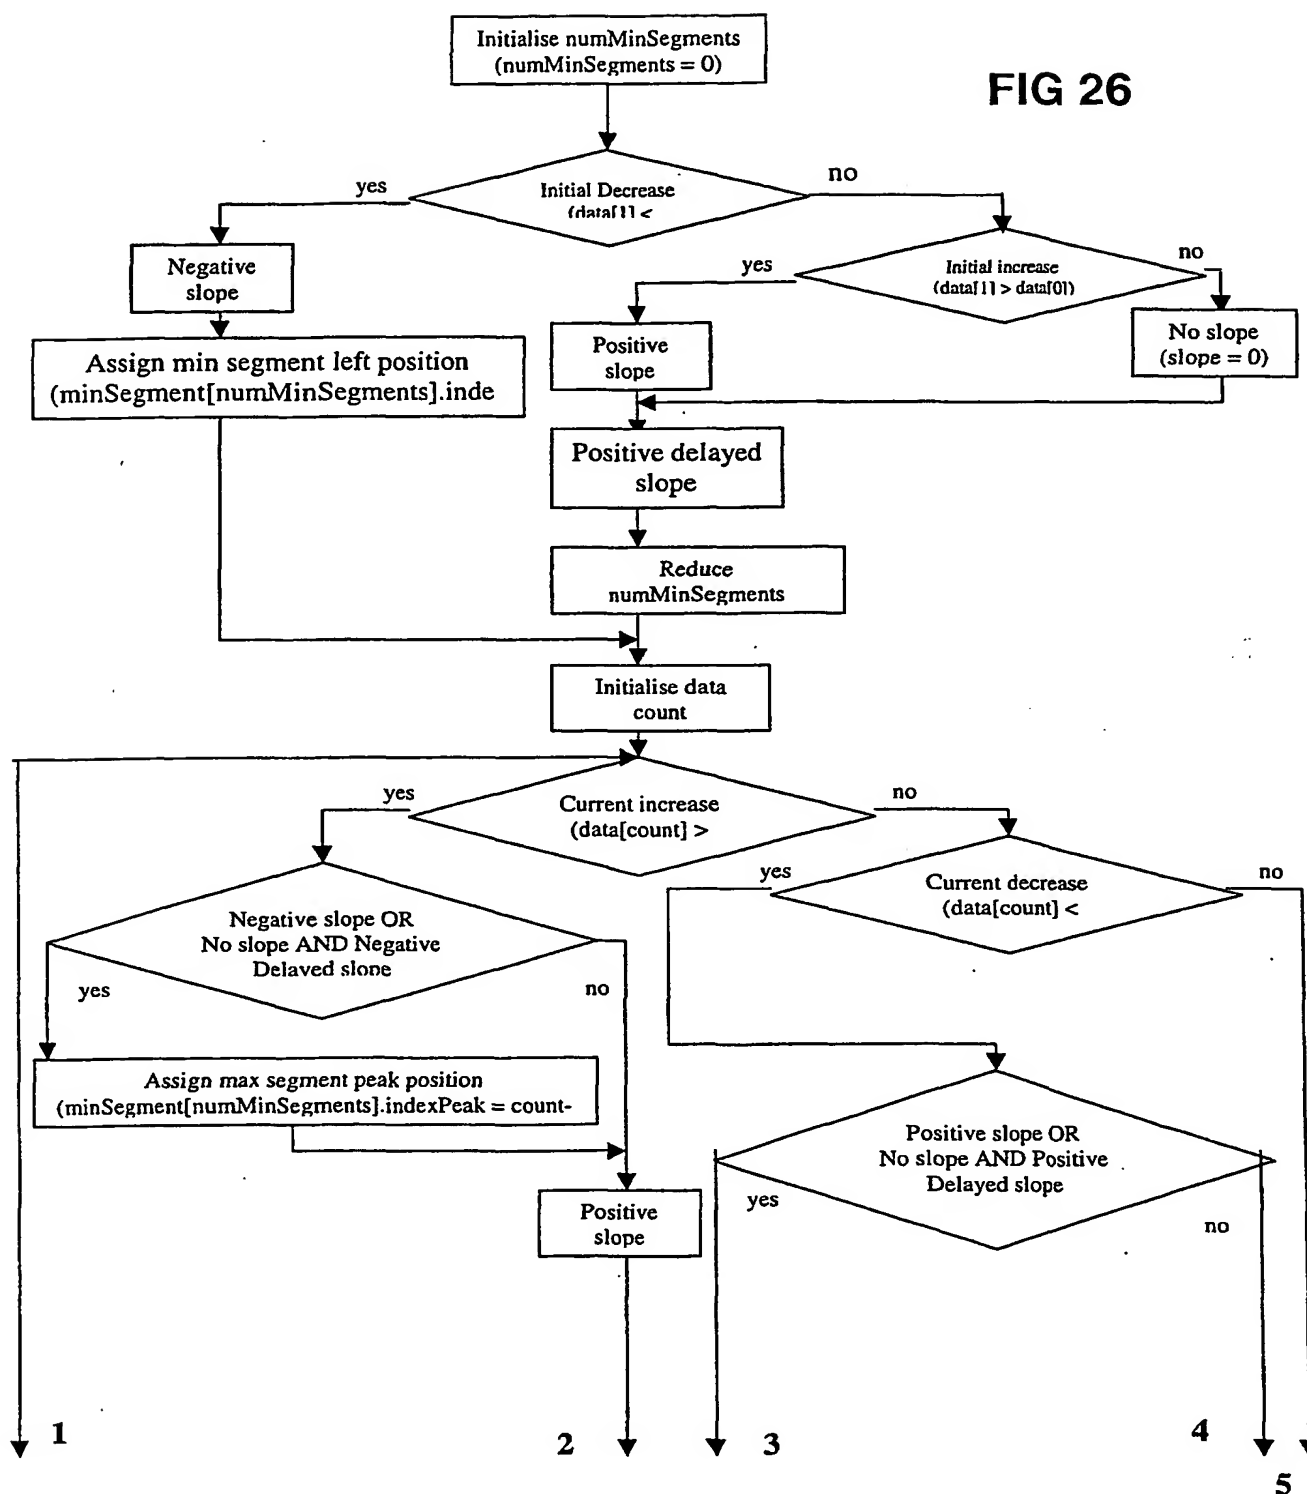 Initialise numMinSegments
(numMinSegments = 0)
FIG 26
yes
Initial Decrease
(data[1] <
no
Negative
slope
yes
Initial increase
(data[1] > data[0])
no
Positive
slope
No slope
(slope = 0)
Assign min segment left position
(minSegment[numMinSegments].inde
Positive delayed
slope
Reduce
numMinSegments
Initialise data
count
yes
Current increase
(data[count] >
no
yes
Current decrease
(data[count] <
no
Negative slope OR
No slope AND Negative
Delayed slope
yes
no
Assign max segment peak position
(minSegment[numMinSegments].indexPeak = count-
Positive slope OR
No slope AND Positive
Delayed slope
yes
no
Positive
slope
1
2
3
4
5